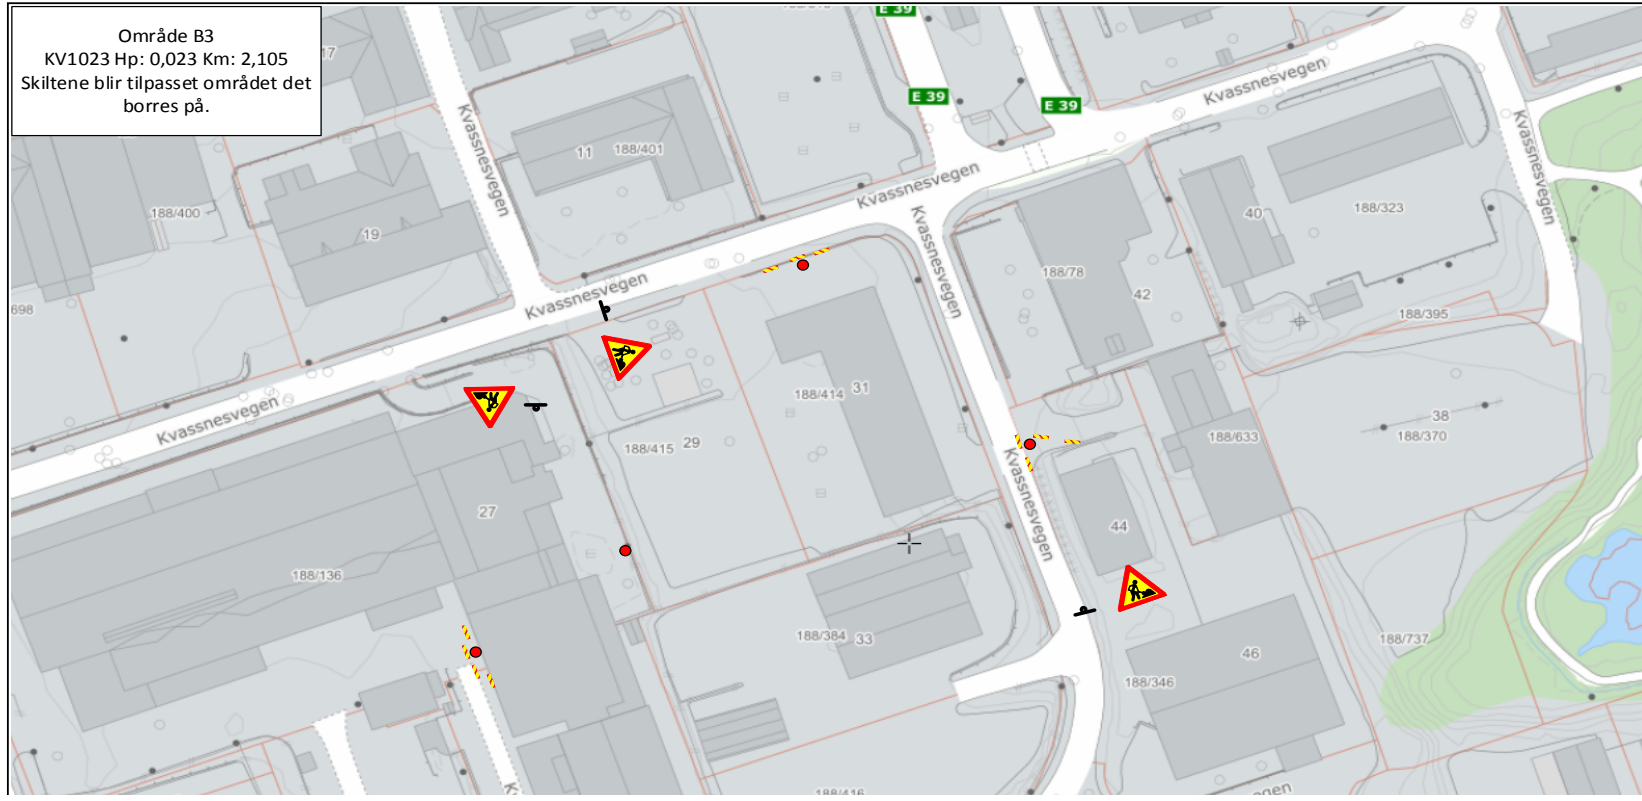 Område B3
KV1023 Hp: 0,023 Km: 2,105
Skiltene blir tilpasset området det
borres på.
E 39
E 39
E 39
17
Kvassnesvegen
11
188/401
Kvassnesvegen
Kvassnesvegen
Kvassnesvegen
188/400
19
40
188/323
Kvassnesvegen
188/78
42
698
Kvassnesvegen
188/395
188/414
31
Kvassnesvegen
188/415
29
188/633
38
188/370
27
Kvassnesvegen
44
188/136
188/384
33
188/737
46
188/346